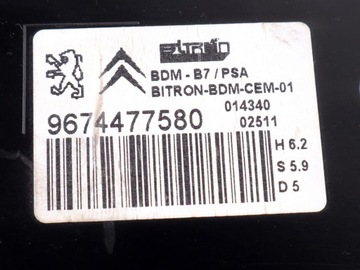 BITRON
BDM - B7 / PSA
BITRON-BDM-CEM-01
014340
9674477580 02511
H 6.2
S 5.9
D 5